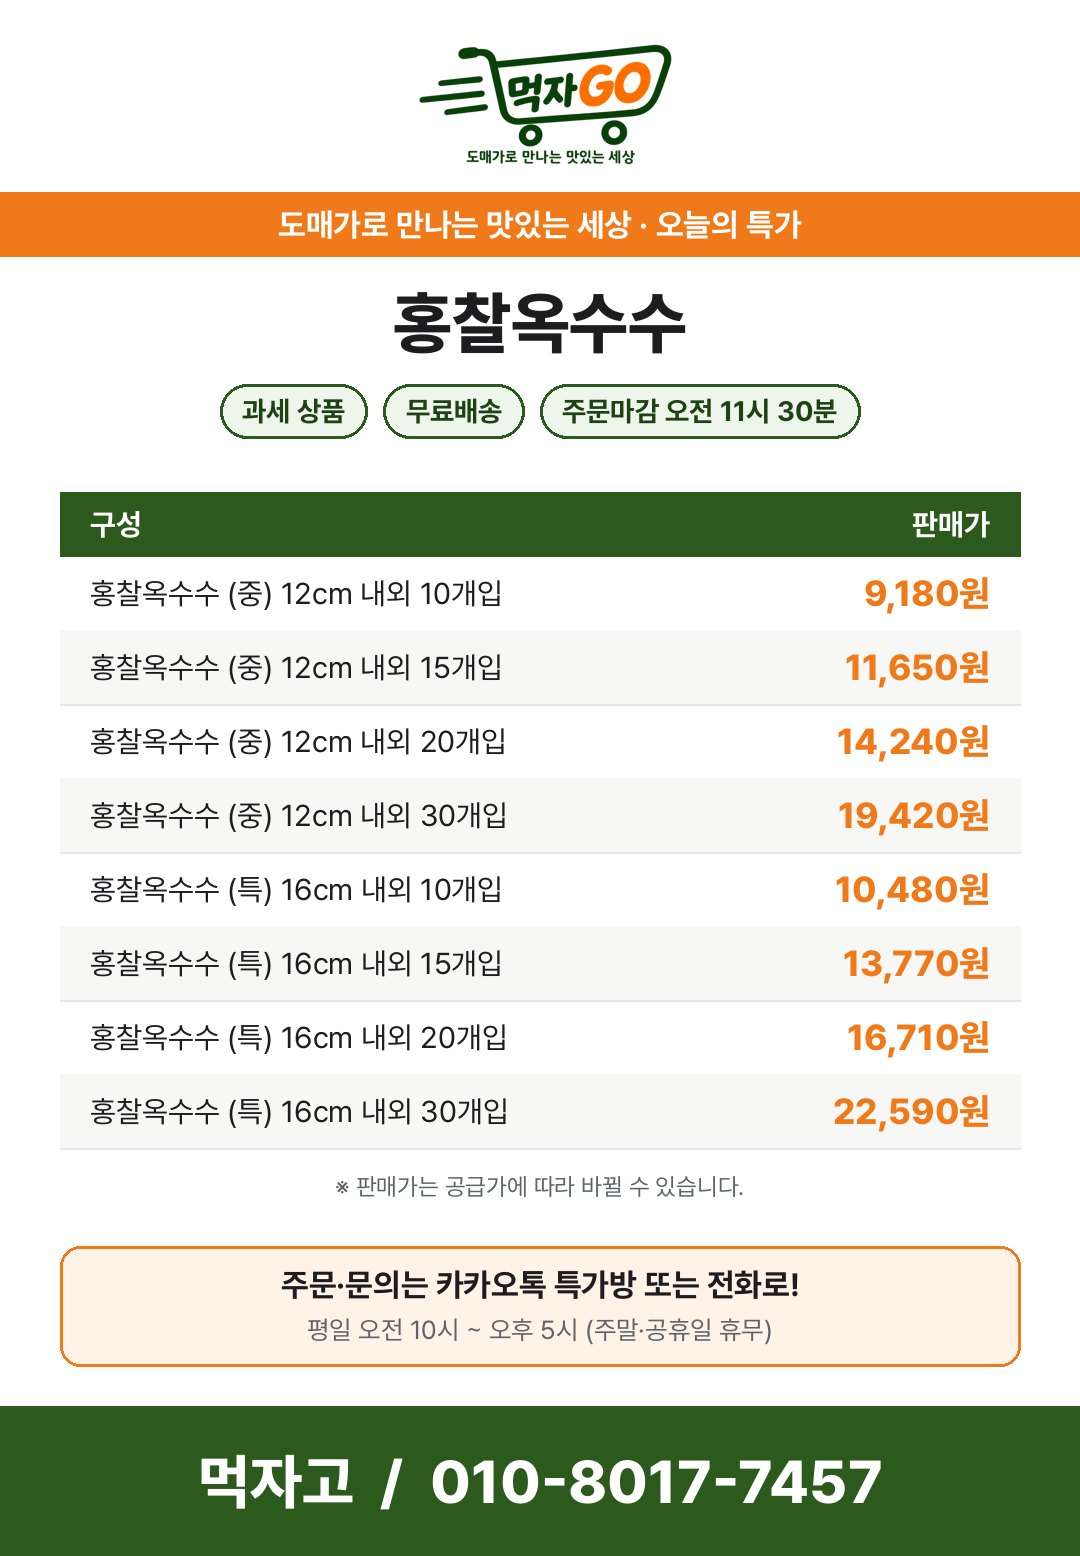 먹자GO
도매가로 만나는 맛있는 세상
도매가로 만나는 맛있는 세상 · 오늘의 특가
홍찰옥수수
과세 상품 무료배송 주문마감 오전 11시 30분
구성 판매가
홍찰옥수수 (중) 12cm 내외 10개입 9,180원
홍찰옥수수 (중) 12cm 내외 15개입 11,650원
홍찰옥수수 (중) 12cm 내외 20개입 14,240원
홍찰옥수수 (중) 12cm 내외 30개입 19,420원
홍찰옥수수 (특) 16cm 내외 10개입 10,480원
홍찰옥수수 (특) 16cm 내외 15개입 13,770원
홍찰옥수수 (특) 16cm 내외 20개입 16,710원
홍찰옥수수 (특) 16cm 내외 30개입 22,590원
※ 판매가는 공급가에 따라 바뀔 수 있습니다.
주문·문의는 카카오톡 특가방 또는 전화로!
평일 오전 10시 ~ 오후 5시 (주말·공휴일 휴무)
먹자고 / 010-8017-7457